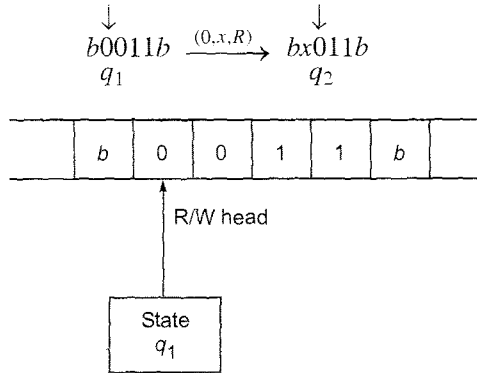 ↓ ↓
b0011b (0,x,R) → bx011b
q₁ q₂
b 0 0 1 1 b
R/W head
State
q₁